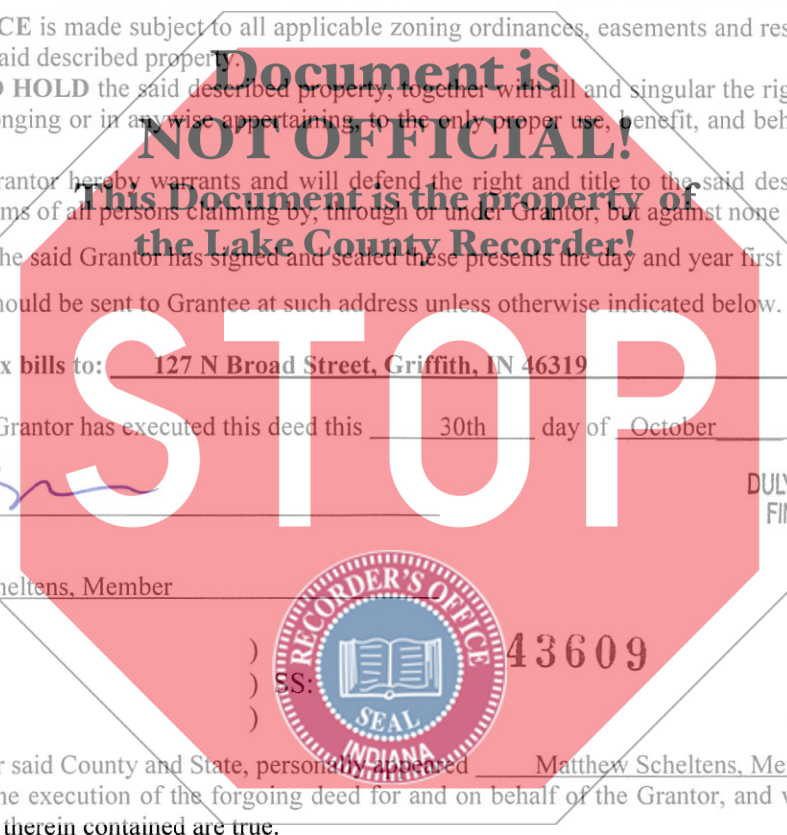 CE is made subject to all applicable zoning ordinances, easements and res
aid described property.
Document is
O HOLD the said described property, together with all and singular the rig
onging or in anywise appertaining, to the only proper use, benefit, and beh
NOT OFFICIAL!
rantor hereby warrants and will defend the right and title to the said des
This Document is the property of
ms of all persons claiming by, through or under Grantor, but against none
the Lake County Recorder!
he said Grantor has signed and sealed these presents the day and year first
hould be sent to Grantee at such address unless otherwise indicated below.
STOP
x bills to: 127 N Broad Street, Griffith, IN 46319
Grantor has executed this deed this 30th day of October
DULY
FIN
heltens, Member
RECORDER'S OFFICE
SEAL
INDIANA
43609
)
) SS:
)
r said County and State, personally appeared Matthew Scheltens, Me
he execution of the forgoing deed for and on behalf of the Grantor, and v
therein contained are true.